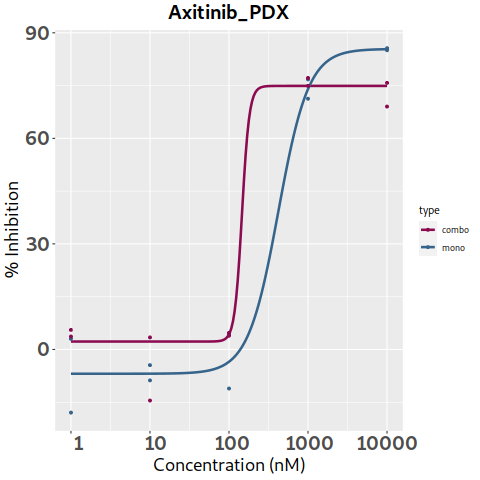 Axitinib_PDX
90
60
30
0
% Inhibition
1
10
100
1000
10000
Concentration (nM)
type
combo
mono